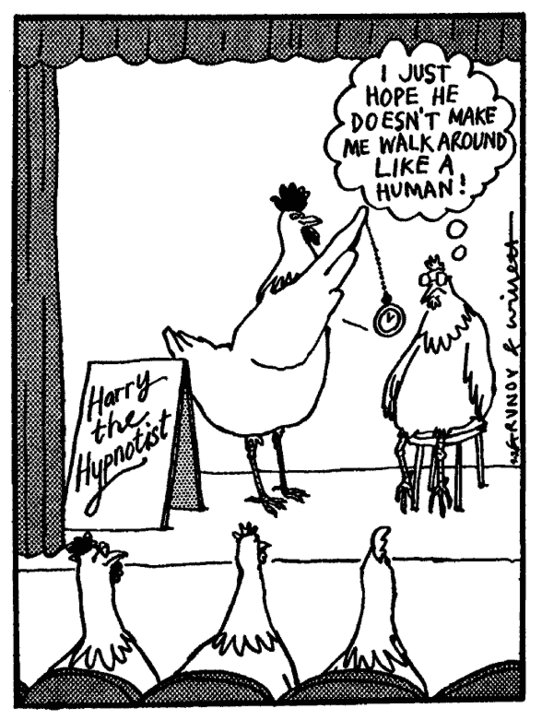 I JUST
HOPE HE
DOESN'T MAKE
ME WALK AROUND
LIKE A
HUMAN!
Harry
the
Hypnotist